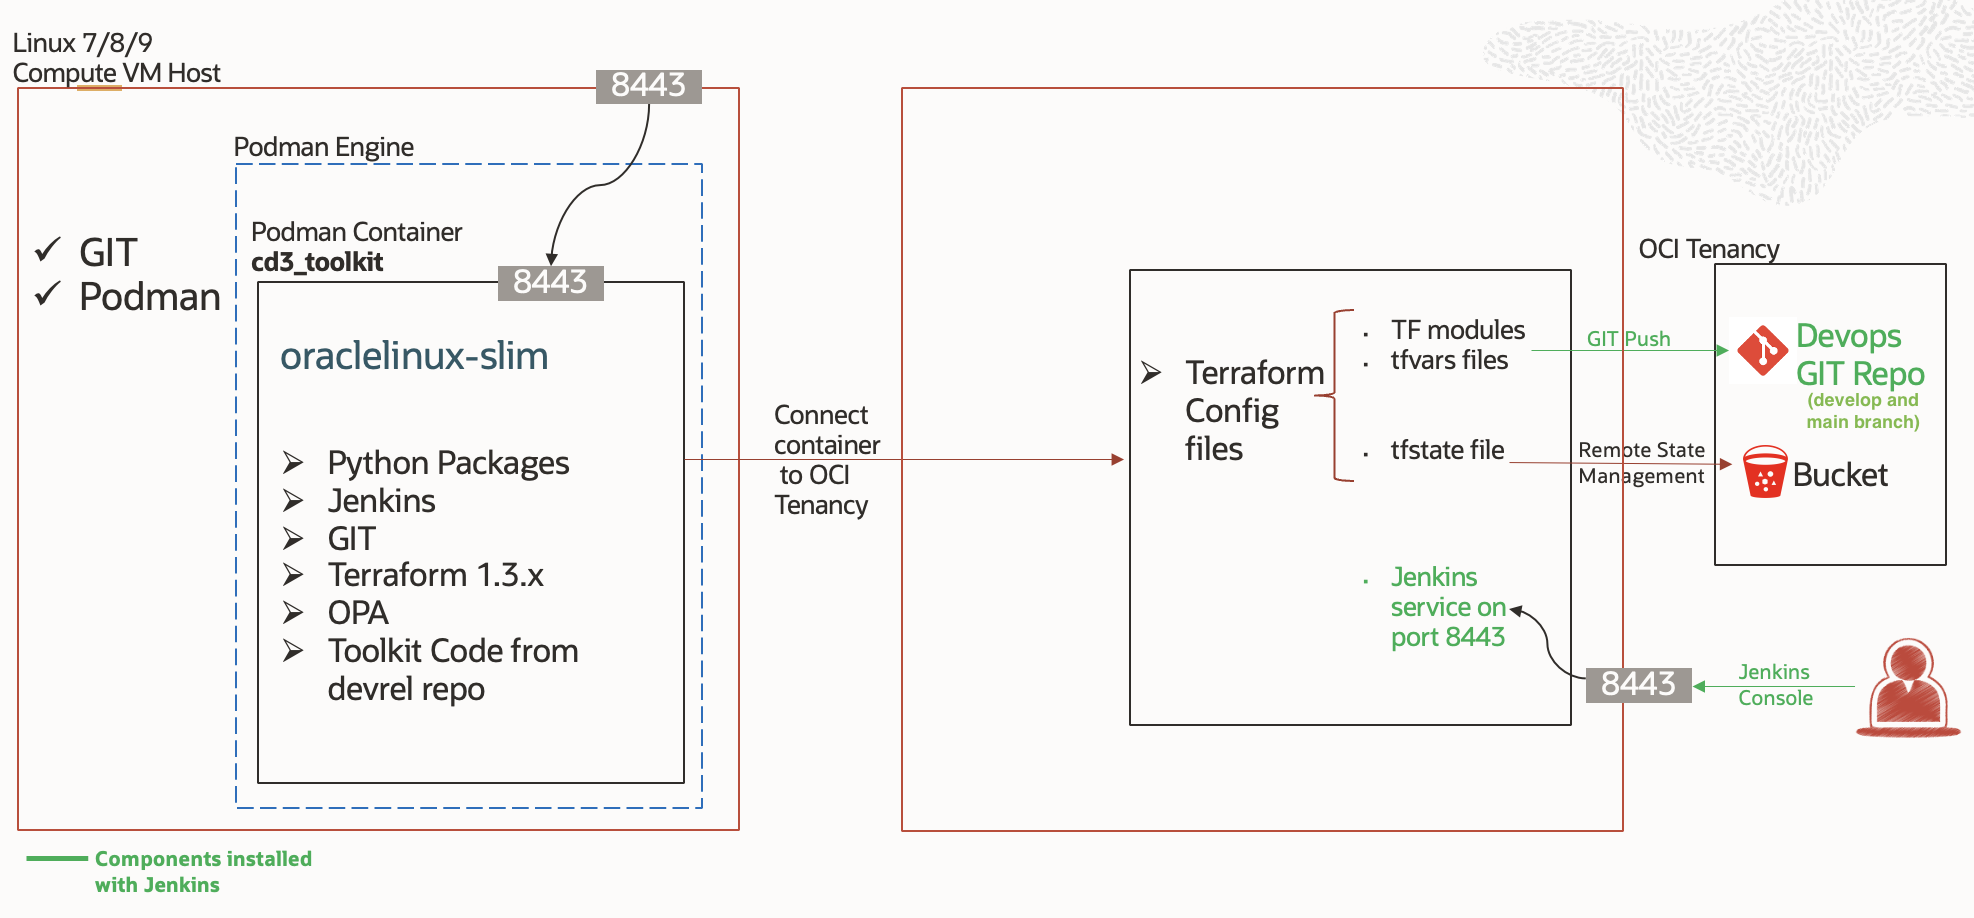 Linux 7/8/9
Compute VM Host
8443
Podman Engine
✓ GIT
✓ Podman
Podman Container
cd3_toolkit
8443
oraclelinux-slim
➢ Python Packages
➢ Jenkins
➢ GIT
➢ Terraform 1.3.x
➢ OPA
➢ Toolkit Code from
devrel repo
Connect
container
to OCI
Tenancy
➢ Terraform
Config
files
. TF modules
. tfvars files
. tfstate file
. Jenkins
service on
port 8443
GIT Push
Remote State
Management
OCI Tenancy
Devops
GIT Repo
(develop and
main branch)
Bucket
8443
Jenkins
Console
Components installed
with Jenkins